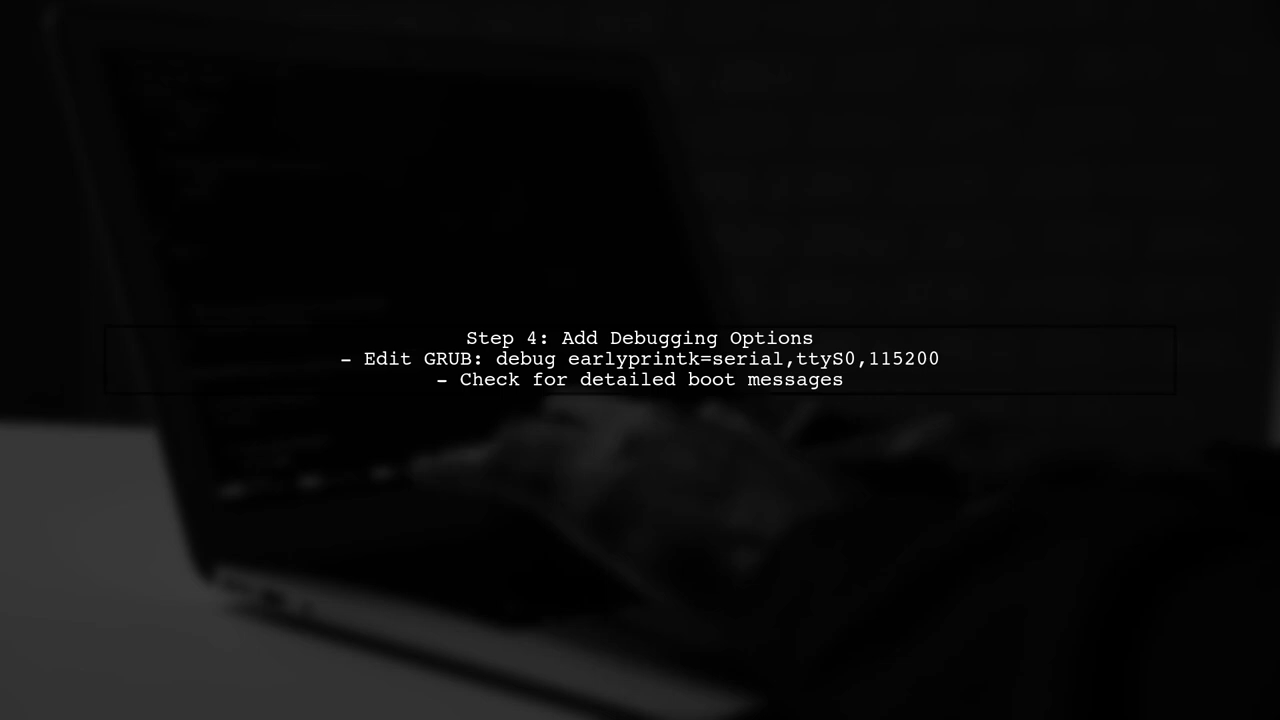 Step 4: Add Debugging Options
- Edit GRUB: debug earlyprintk=serial,ttyS0,115200
- Check for detailed boot messages